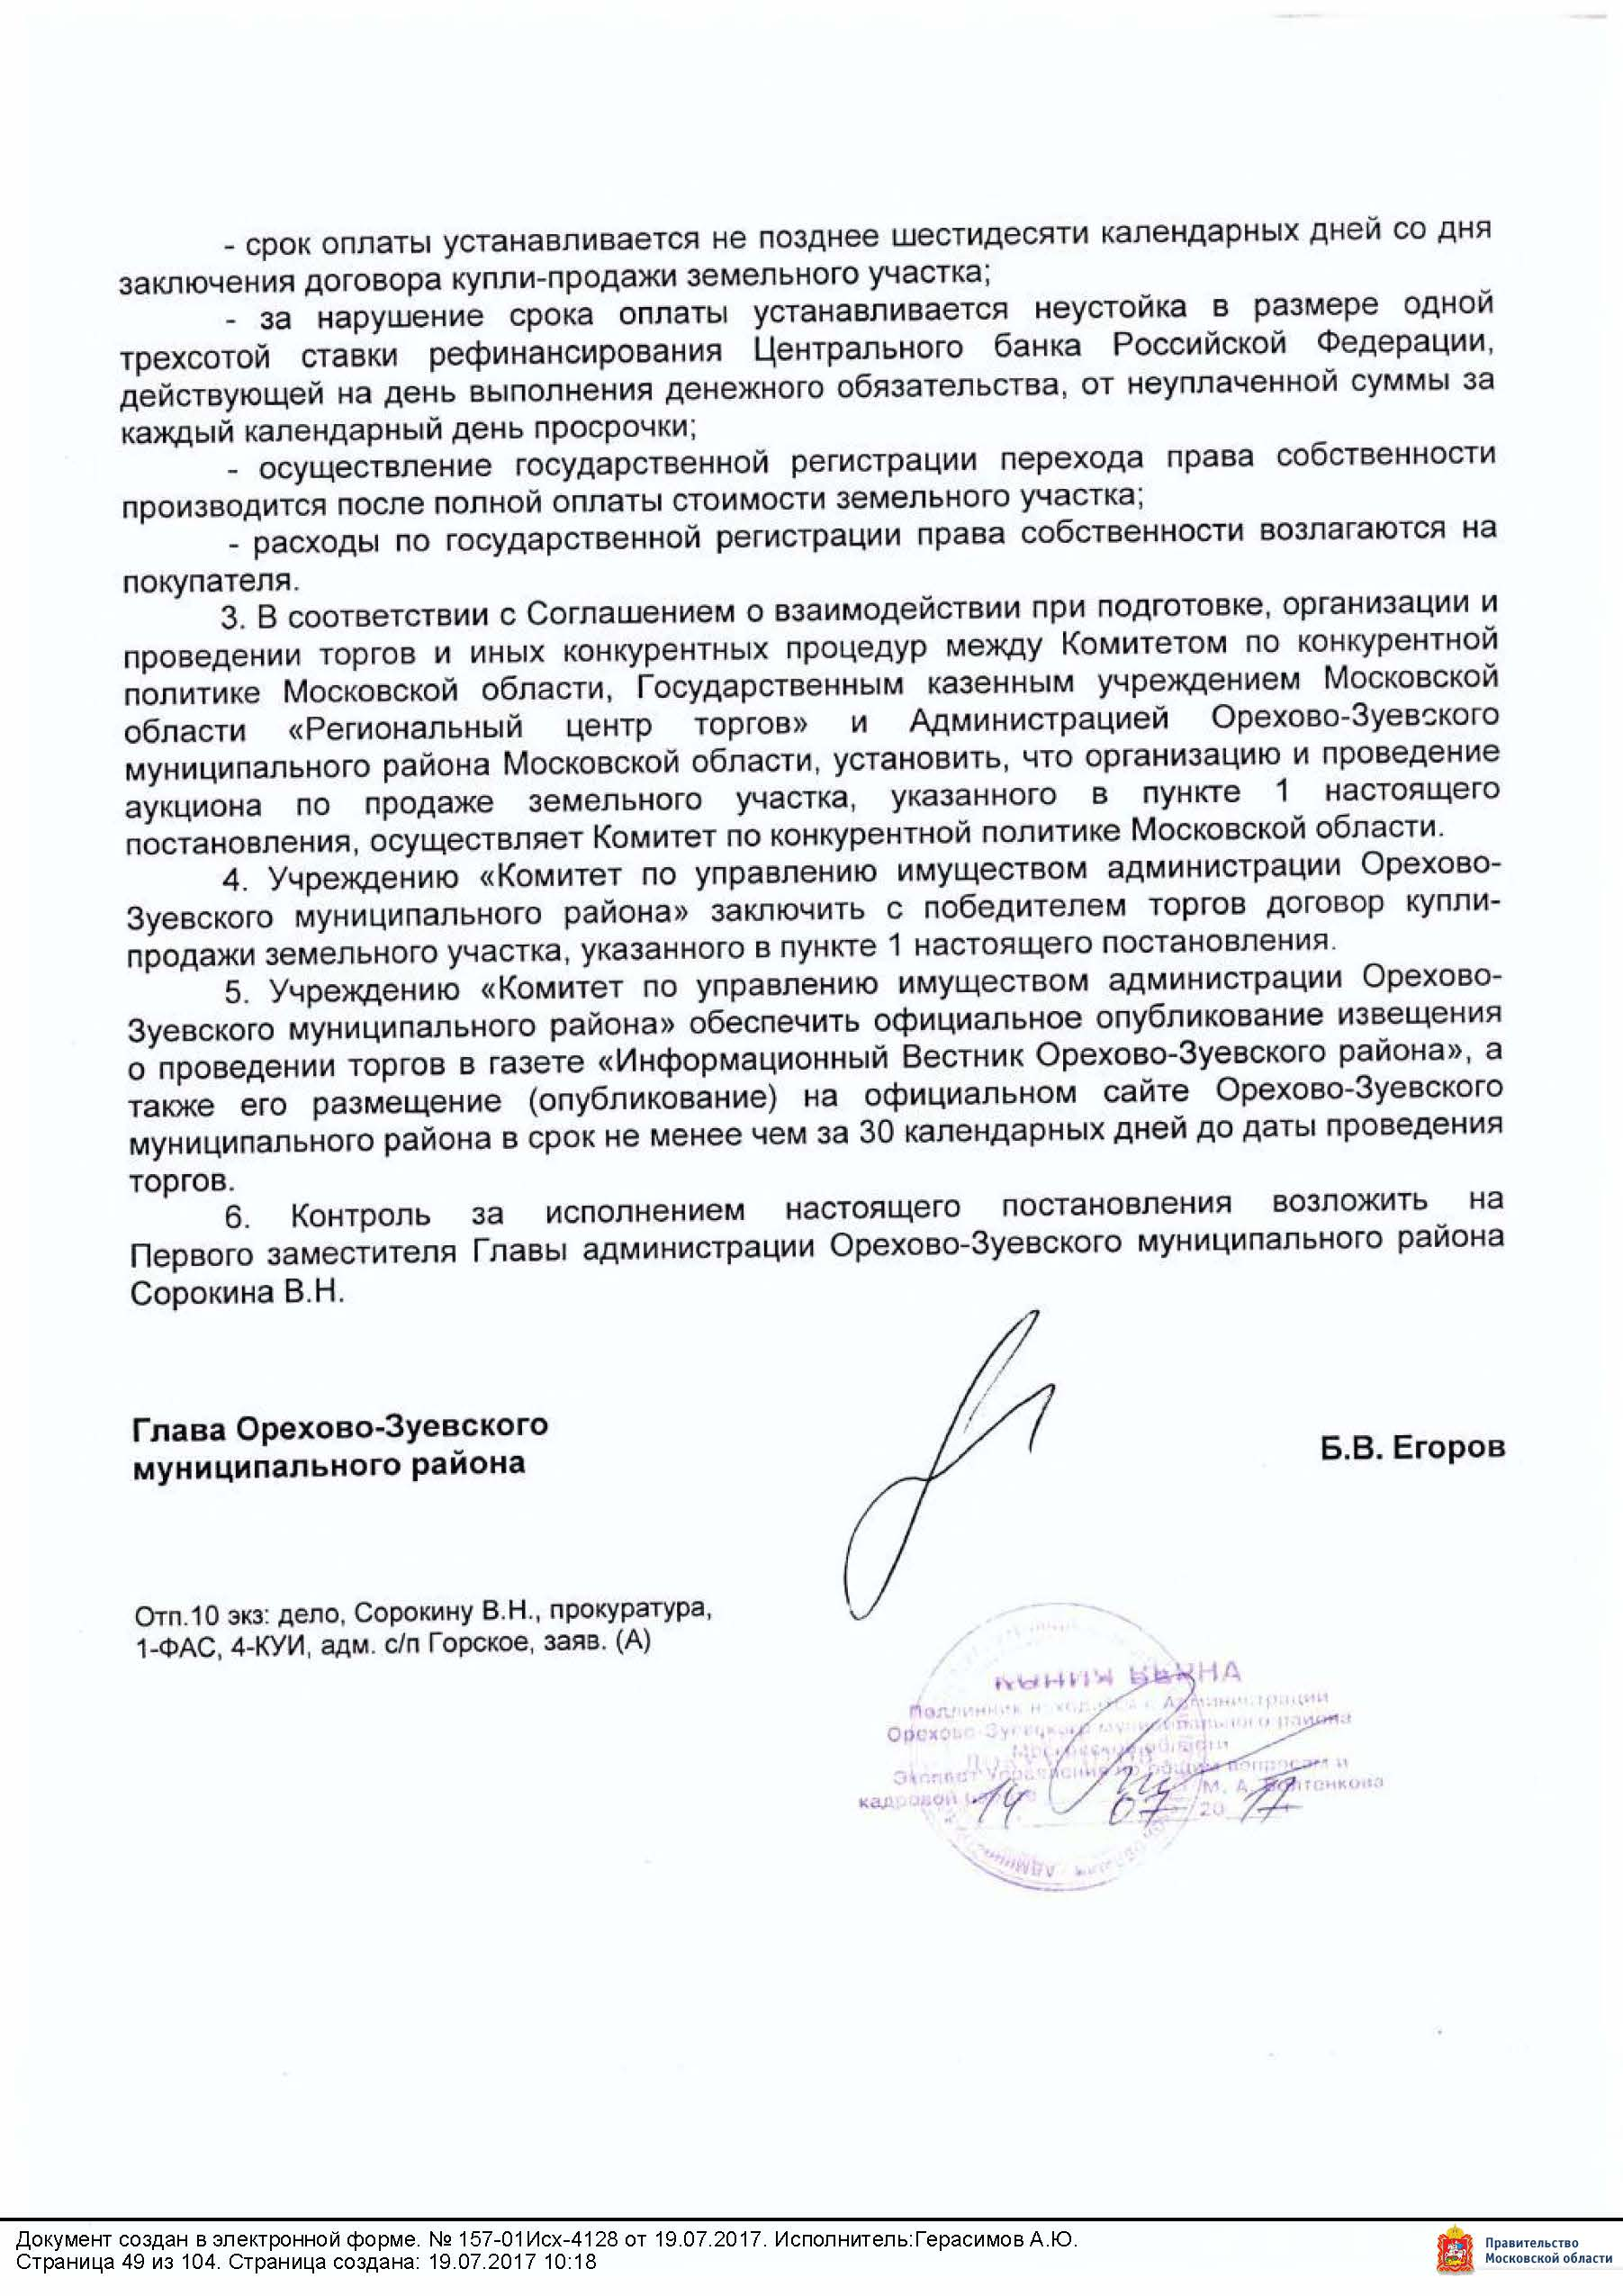 - срок оплаты устанавливается не позднее шестидесяти календарных дней со дня
заключения договора купли-продажи земельного участка;
- за нарушение срока оплаты устанавливается неустойка в размере одной
трехсотой ставки рефинансирования Центрального банка Российской Федерации,
действующей на день выполнения денежного обязательства, от неуплаченной суммы за
каждый календарный день просрочки;
- осуществление государственной регистрации перехода права собственности
производится после полной оплаты стоимости земельного участка;
- расходы по государственной регистрации права собственности возлагаются на
покупателя.
3. В соответствии с Соглашением о взаимодействии при подготовке, организации и
проведении торгов и иных конкурентных процедур между Комитетом по конкурентной
политике Московской области, Государственным казенным учреждением Московской
области «Региональный центр торгов» и Администрацией Орехово-Зуевского
муниципального района Московской области, установить, что организацию и проведение
аукциона по продаже земельного участка, указанного в пункте 1 настоящего
постановления, осуществляет Комитет по конкурентной политике Московской области.
4. Учреждению «Комитет по управлению имуществом администрации Орехово-
Зуевского муниципального района» заключить с победителем торгов договор купли-
продажи земельного участка, указанного в пункте 1 настоящего постановления.
5. Учреждению «Комитет по управлению имуществом администрации Орехово-
Зуевского муниципального района» обеспечить официальное опубликование извещения
о проведении торгов в газете «Информационный Вестник Орехово-Зуевского района», а
также его размещение (опубликование) на официальном сайте Орехово-Зуевского
муниципального района в срок не менее чем за 30 календарных дней до даты проведения
торгов.
6. Контроль за исполнением настоящего постановления возложить на
Первого заместителя Главы администрации Орехово-Зуевского муниципального района
Сорокина В.Н.
Глава Орехово-Зуевского
муниципального района
Б.В. Егоров
Отп.10 экз: дело, Сорокину В.Н., прокуратура,
1-ФАС, 4-КУИ, адм. с/п Горское, заяв. (А)
КОПИЯ ВЕРНА
Подлинник находится в Администрации
Орехово-Зуевского муниципального района
Московской области
Эксперт Управления по общим вопросам и
кадровой работе М. А.
14 07 20 17
Документ создан в электронной форме. № 157-01Исх-4128 от 19.07.2017. Исполнитель:Герасимов А.Ю.
Страница 49 из 104. Страница создана: 19.07.2017 10:18
Правительство
Московской области